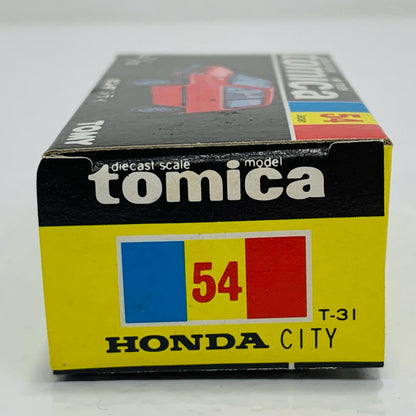 tomica
54
TOMY
diecast scale model
tomica
54
T-31
HONDA CITY